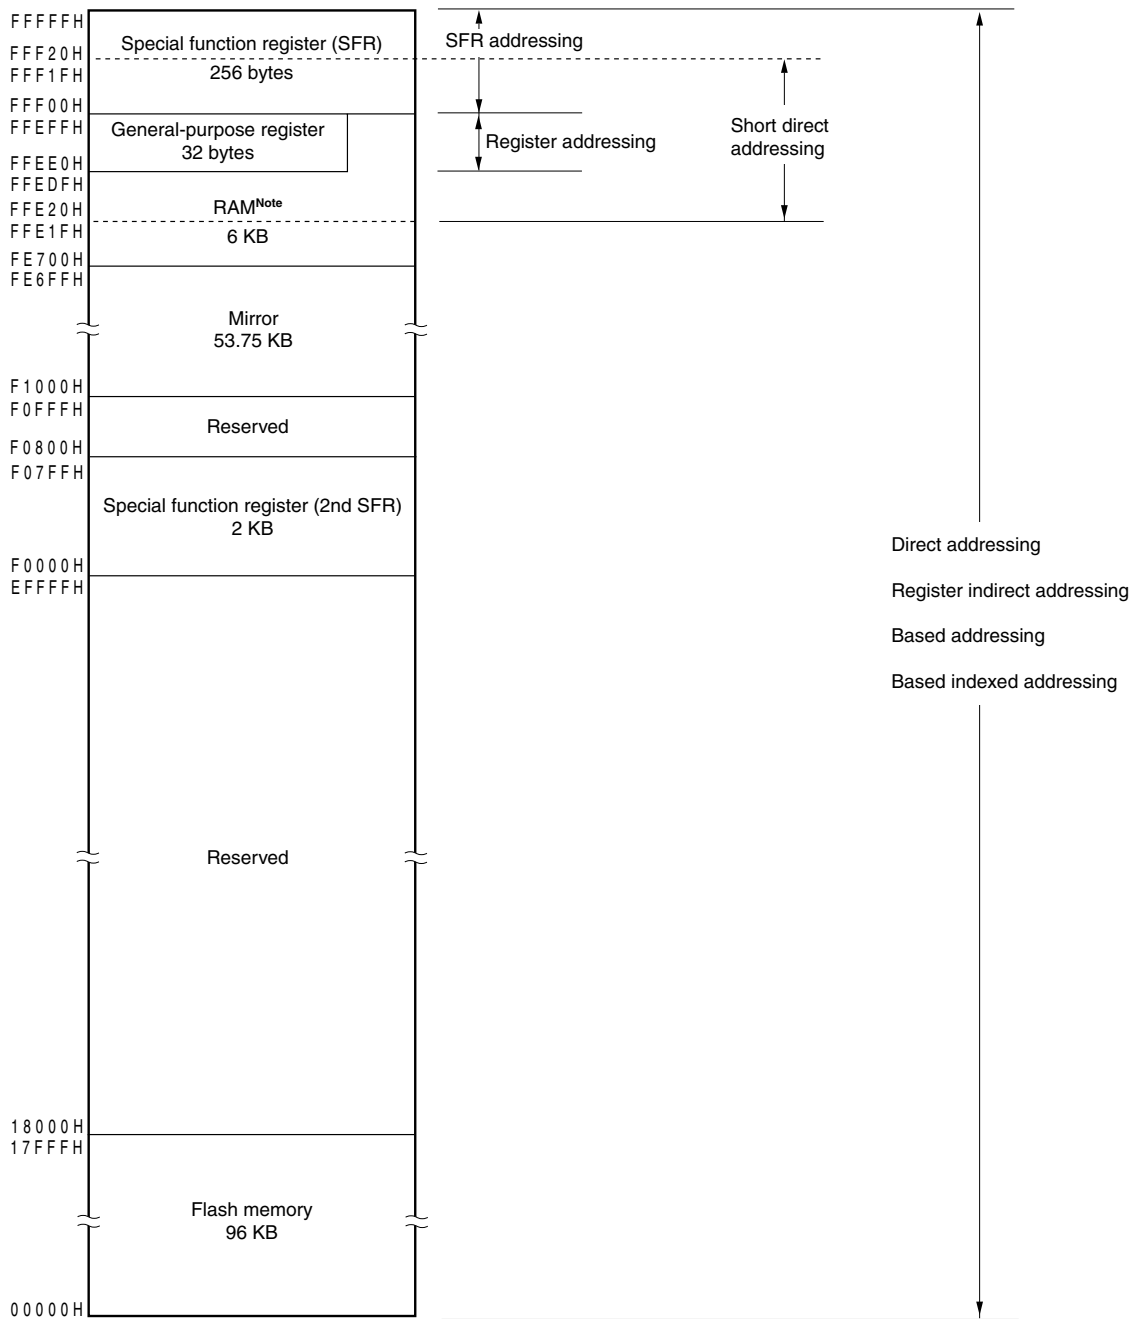 FFFFFH
Special function register (SFR)
256 bytes
SFR addressing
FFF20H
FFF1FH
FFF00H
FFEFFH
General-purpose register
32 bytes
Register addressing
Short direct
addressing
FFEE0H
FFEDFH
RAMNote
6 KB
FFE20H
FFE1FH
FE700H
FE6FFH
Mirror
53.75 KB
F1000H
F0FFFH
Reserved
F0800H
F07FFH
Special function register (2nd SFR)
2 KB
F0000H
EFFFFH
Direct addressing
Register indirect addressing
Based addressing
Based indexed addressing
Reserved
18000H
17FFFH
Flash memory
96 KB
00000H